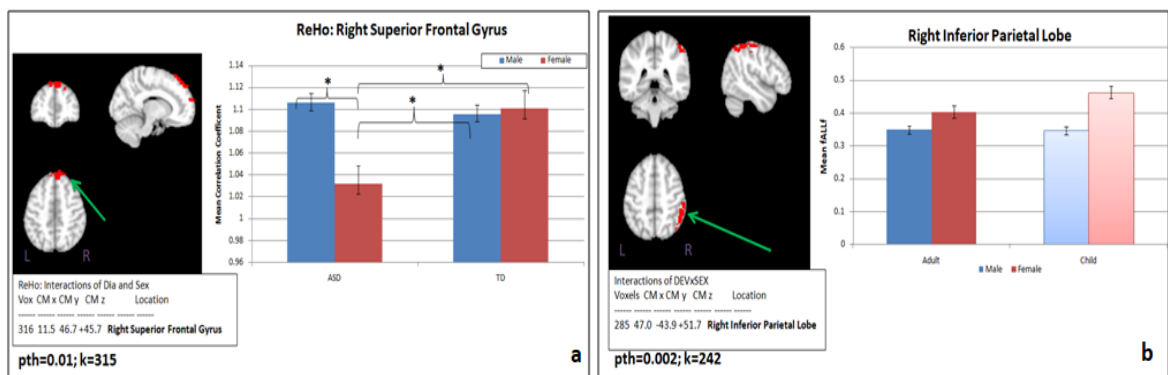 ReHo: Right Superior Frontal Gyrus
Male Female
Mean Correlation Coefficent
1.14
1.12
1.1
1.08
1.06
1.04
1.02
1
0.98
0.96
* * *
ASD TD
L R
ReHo: Interactions of Dia and Sex
Vox CM x CM y CM z Location
------ ------ ------ ------ ------ ------ ------
316 11.5 46.7 +45.7 Right Superior Frontal Gyrus
pth=0.01; k=315
a
Right Inferior Parietal Lobe
Mean fALLf
0.6
0.5
0.4
0.3
0.2
0.1
0
Adult Child
Male Female
L R
Interactions of DEVxSEX
Voxels CM x CM y CM z Location
------ ------ ------ ------ ------ ------ ------
285 47.0 -43.9 +51.7 Right Inferior Parietal Lobe
pth=0.002; k=242
b